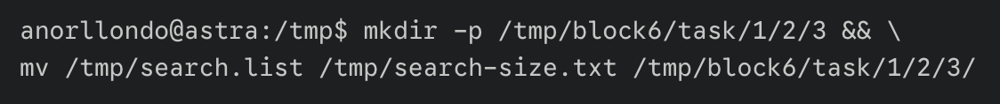 anorllondo@astra:/tmp$ mkdir -p /tmp/block6/task/1/2/3 && \
mv /tmp/search.list /tmp/search-size.txt /tmp/block6/task/1/2/3/